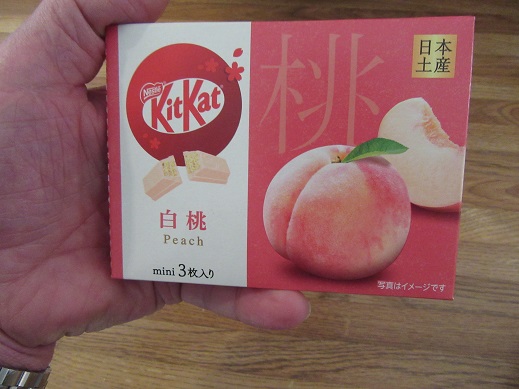 Nestlé
KitKat
白桃
Peach
mini 3枚入り
桃
日本
土産
写真はイメージです